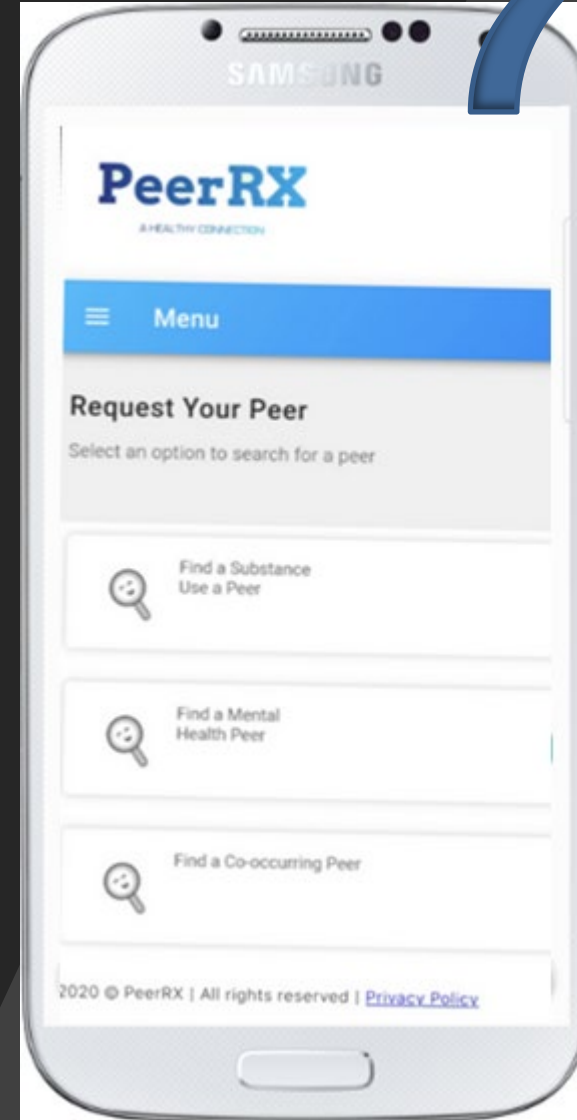 SAMSUNG
PeerRX
A HEALTHY CONNECTION
Menu
Request Your Peer
Select an option to search for a peer
Find a Substance
Use a Peer
Find a Mental
Health Peer
Find a Co-occurring Peer
2020 © PeerRX | All rights reserved | Privacy Policy